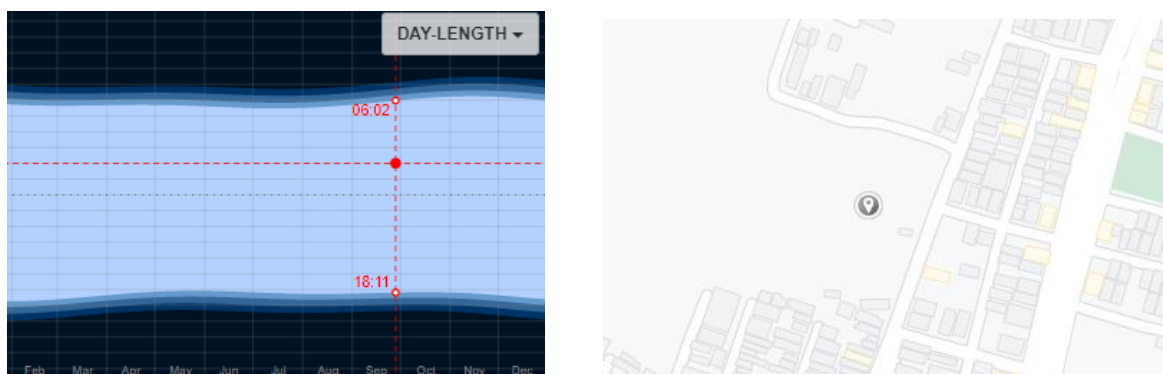 DAY-LENGTH
06:02
18:11
Feb Mar Apr May Jun Jul Aug Sep Oct Nov Dec